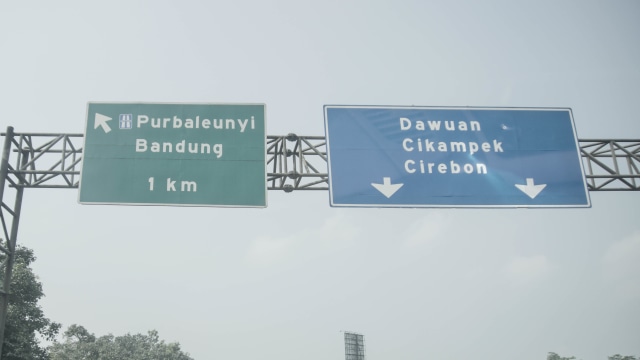 Purbaleunyi
Bandung
1 km
Dawuan
Cikampek
Cirebon